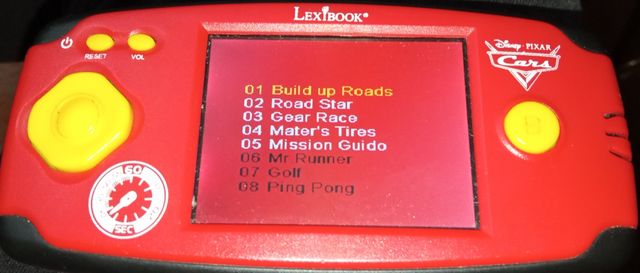 LEXIBOOK®
RESET
VOL
Disney · PIXAR
Cars
01 Build up Roads
02 Road Star
03 Gear Race
04 Mater's Tires
05 Mission Guido
06 Mr Runner
07 Golf
08 Ping Pong
B
60
SEC